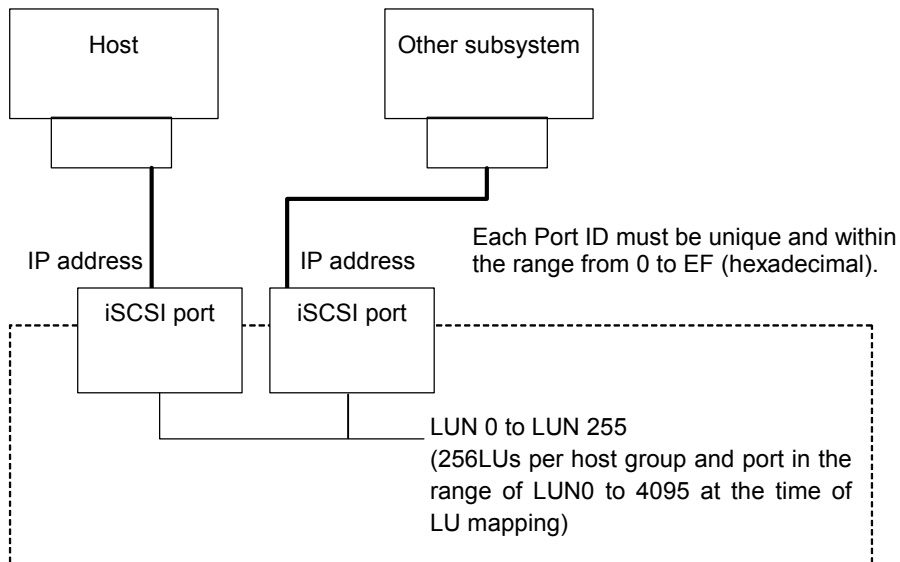 Host
Other subsystem
Each Port ID must be unique and within
the range from 0 to EF (hexadecimal).
IP address
IP address
iSCSI port
iSCSI port
LUN 0 to LUN 255
(256LUs per host group and port in the
range of LUN0 to 4095 at the time of
LU mapping)